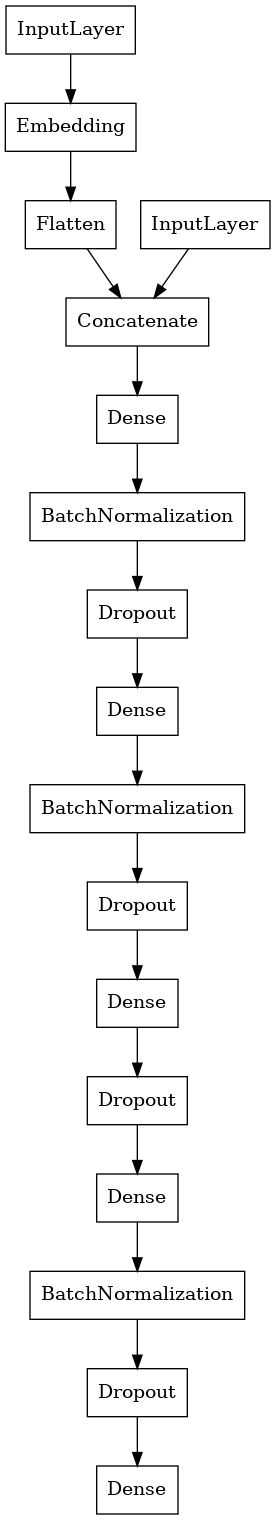 InputLayer
Embedding
Flatten
InputLayer
Concatenate
Dense
BatchNormalization
Dropout
Dense
BatchNormalization
Dropout
Dense
Dropout
Dense
BatchNormalization
Dropout
Dense